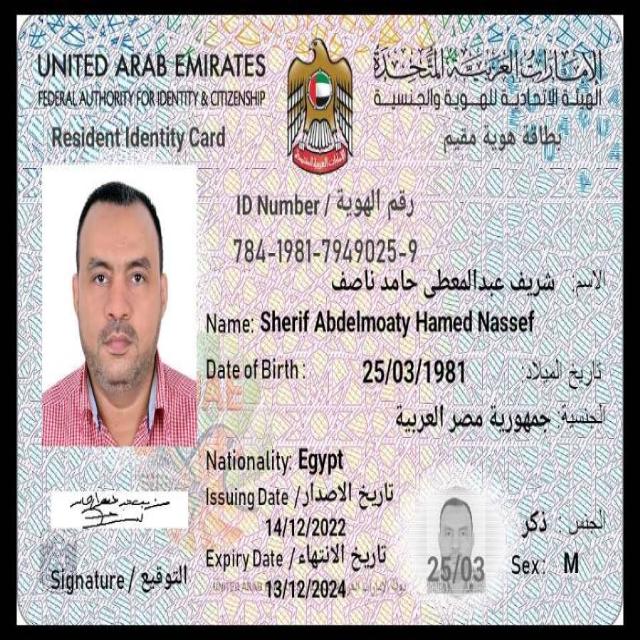 UNITED ARAB EMIRATES
الإمارات العربية المتحدة
FEDERAL AUTHORITY FOR IDENTITY & CITIZENSHIP
الهيئة الاتحادية للهوية والجنسية
Resident Identity Card
بطاقة هوية مقيم
ID Number / رقم الهوية
784-1981-7949025-9
الاسم: شريف عبدالمعطى حامد ناصف
Name: Sherif Abdelmoaty Hamed Nassef
Date of Birth : 25/03/1981 تاريخ الميلاد:
الجنسية: جمهورية مصر العربية
Nationality: Egypt
Issuing Date / تاريخ الاصدار
14/12/2022
الجنس: ذكر
Expiry Date / تاريخ الانتهاء
13/12/2024
Sex: M
25/03
Signature / التوقيع